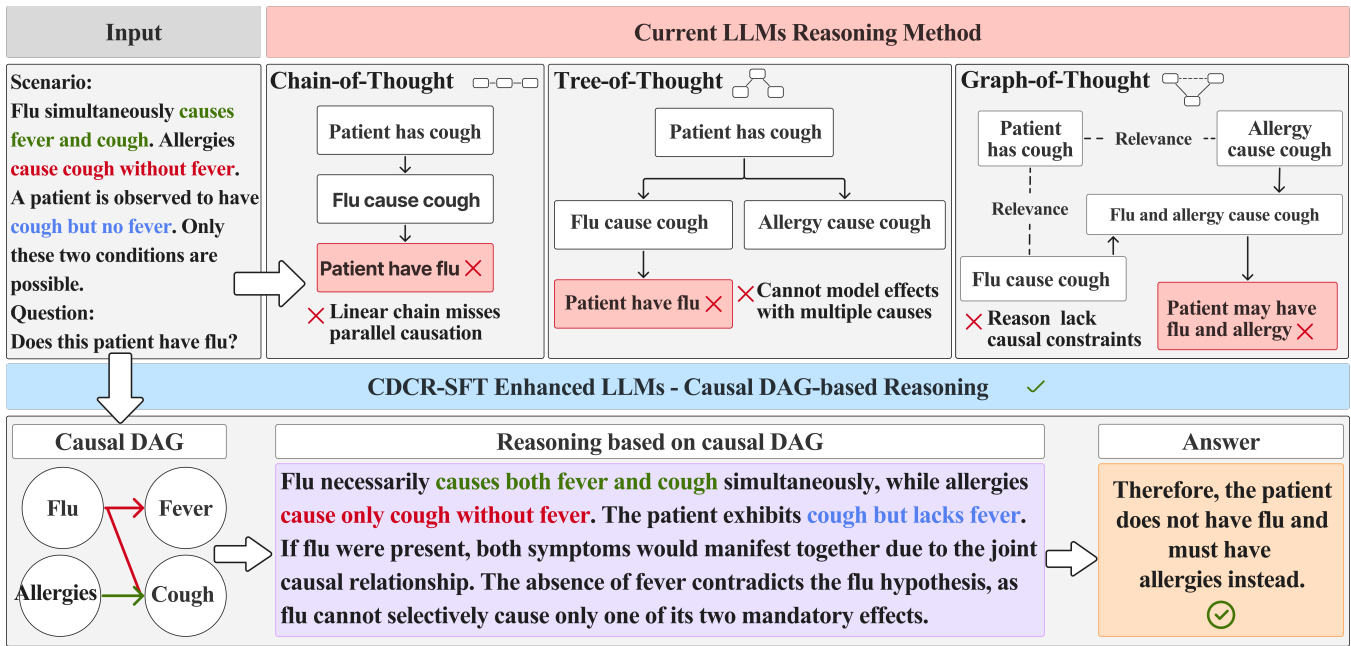 Input
Current LLMs Reasoning Method
Scenario:
Flu simultaneously causes
fever and cough. Allergies
cause cough without fever.
A patient is observed to have
cough but no fever. Only
these two conditions are
possible.
Question:
Does this patient have flu?
Chain-of-Thought
Patient has cough
Flu cause cough
Patient have flu
Linear chain misses
parallel causation
Tree-of-Thought
Patient has cough
Flu cause cough
Allergy cause cough
Patient have flu
Cannot model effects
with multiple causes
Graph-of-Thought
Patient
has cough
Relevance
Allergy
cause cough
Relevance
Flu and allergy cause cough
Flu cause cough
Reason lack
causal constraints
Patient may have
flu and allergy
CDCR-SFT Enhanced LLMs - Causal DAG-based Reasoning
Causal DAG
Flu
Fever
Allergies
Cough
Reasoning based on causal DAG
Flu necessarily causes both fever and cough simultaneously, while allergies
cause only cough without fever. The patient exhibits cough but lacks fever.
If flu were present, both symptoms would manifest together due to the joint
causal relationship. The absence of fever contradicts the flu hypothesis, as
flu cannot selectively cause only one of its two mandatory effects.
Answer
Therefore, the patient
does not have flu and
must have
allergies instead.